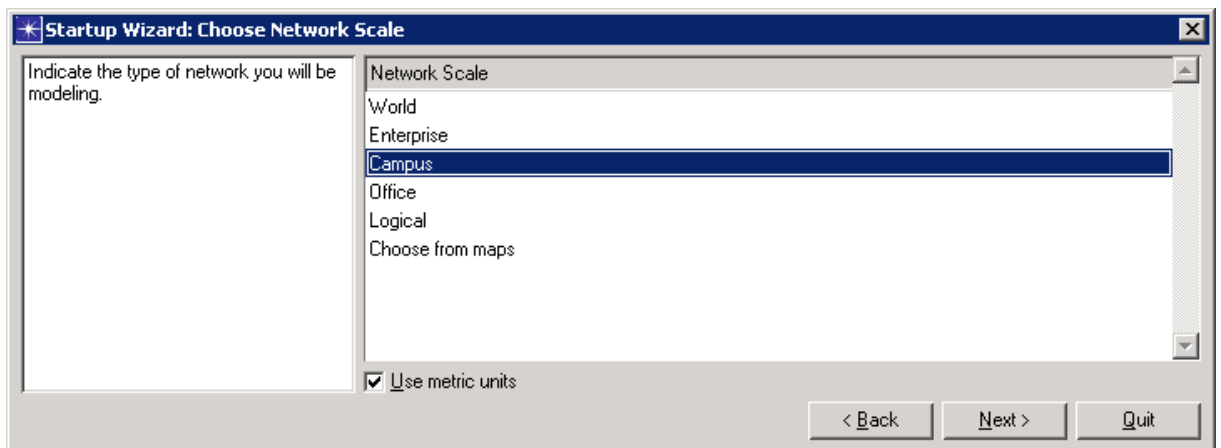 Startup Wizard: Choose Network Scale
Indicate the type of network you will be
modeling.
Network Scale
World
Enterprise
Campus
Office
Logical
Choose from maps
Use metric units
< Back
Next >
Quit